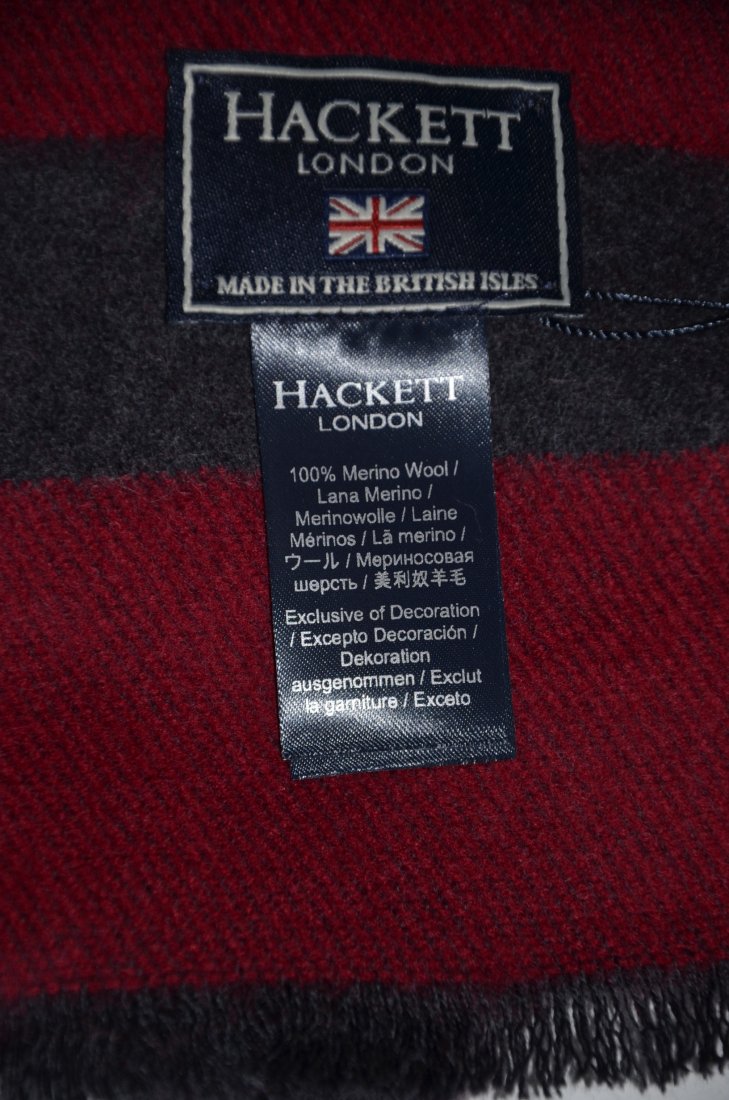 HACKETT
LONDON
MADE IN THE BRITISH ISLES
HACKETT
LONDON
100% Merino Wool /
Lana Merino /
Merinowolle / Laine
Mérinos / Lã merino /
ウール / Мериносовая
шерсть / 美利奴羊毛
Exclusive of Decoration
/ Excepto Decoración /
Dekoration
ausgenommen / Exclut
la garniture / Exceto